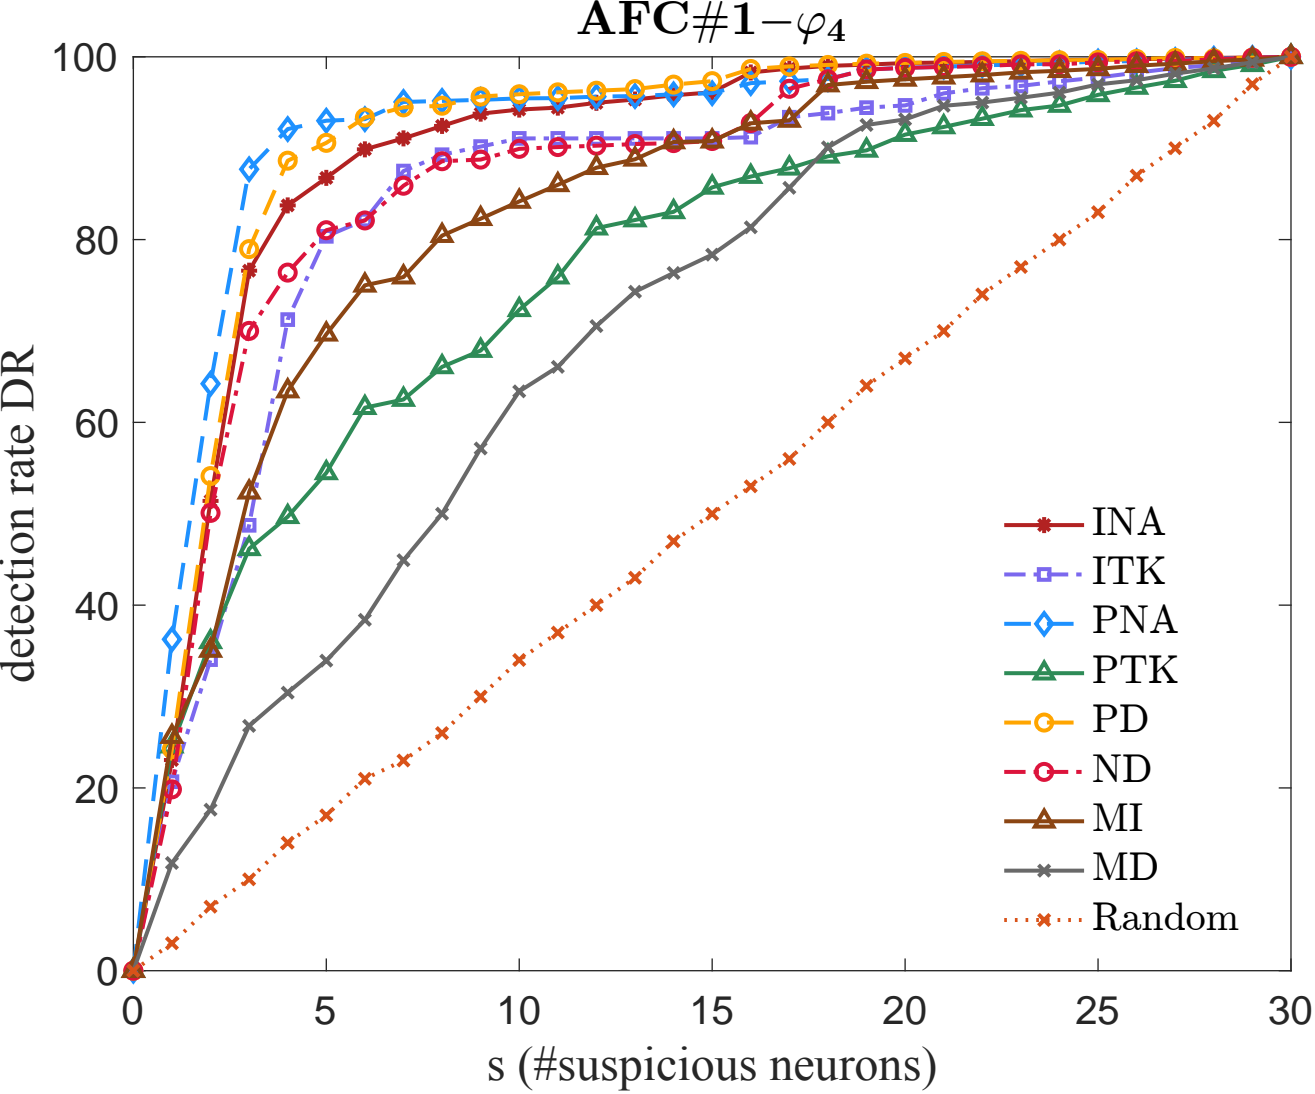 AFC#1−φ₄
detection rate DR
100
80
60
40
20
0
0 5 10 15 20 25 30
s (#suspicious neurons)
INA
ITK
PNA
PTK
PD
ND
MI
MD
Random